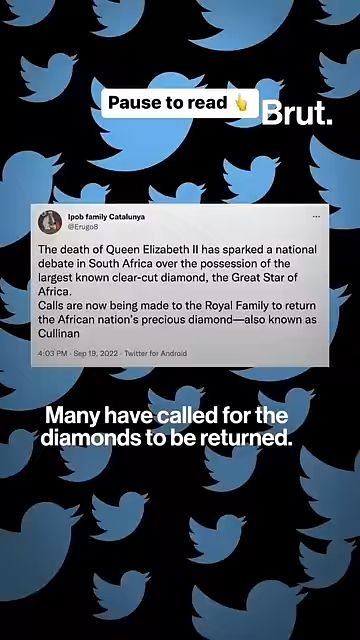 Pause to read 👆
Brut.
Ipob family Catalunya
@Erugo8
The death of Queen Elizabeth II has sparked a national
debate in South Africa over the possession of the
largest known clear-cut diamond, the Great Star of
Africa.
Calls are now being made to the Royal Family to return
the African nation's precious diamond—also known as
Cullinan
4:03 PM · Sep 19, 2022 · Twitter for Android
Many have called for the
diamonds to be returned.